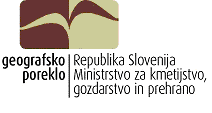 geografsko
poreklo
Republika Slovenija
Ministrstvo za kmetijstvo,
gozdarstvo in prehrano